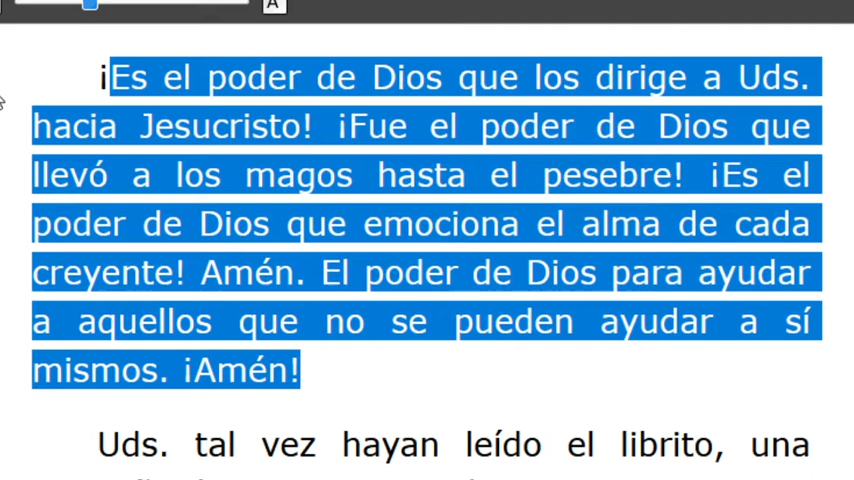 A
¡Es el poder de Dios que los dirige a Uds.
hacia Jesucristo! ¡Fue el poder de Dios que
llevó a los magos hasta el pesebre! ¡Es el
poder de Dios que emociona el alma de cada
creyente! Amén. El poder de Dios para ayudar
a aquellos que no se pueden ayudar a sí
mismos. ¡Amén!
Uds. tal vez hayan leído el librito, una